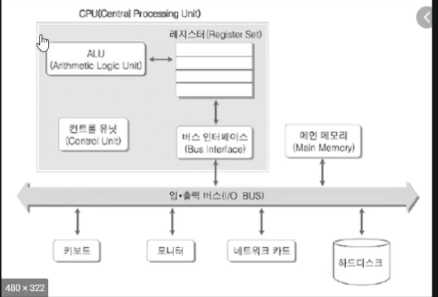 CPU(Central Processing Unit)
레지스터(Register Set)
ALU
(Arithmetic Logic Unit)
컨트롤 유닛
(Control Unit)
버스 인터페이스
(Bus Interface)
메인 메모리
(Main Memory)
입•출력 버스(I/O BUS)
키보드
모니터
네트워크 카드
하드디스크
480 × 322